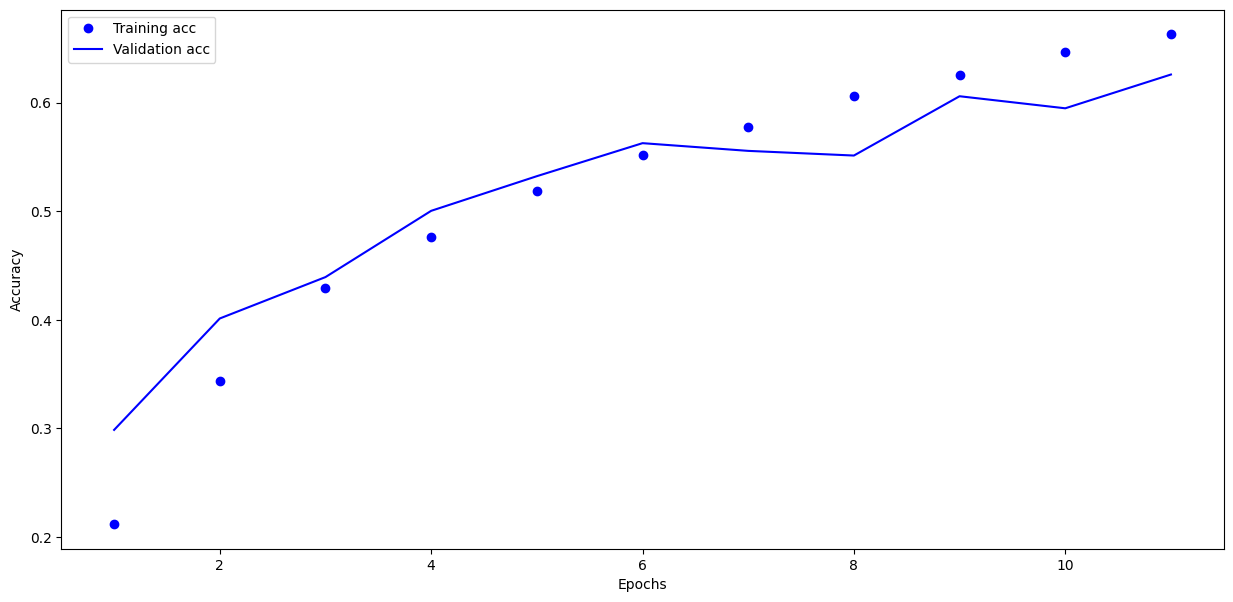 Training acc
Validation acc
0.6
0.5
0.4
0.3
0.2
Accuracy
2 4 6 8 10
Epochs